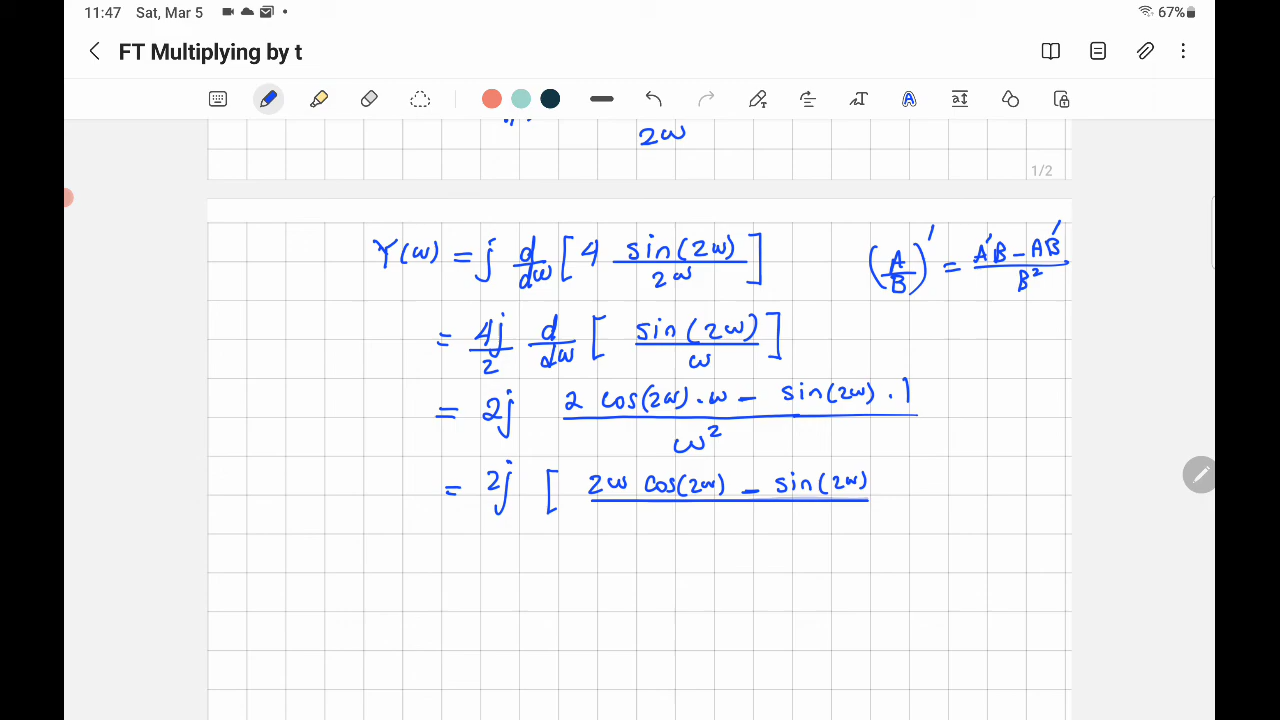 11:47 Sat, Mar 5 67%
FT Multiplying by t
2ω
1/2
Y(ω) = j d/dω [ 4 sin(2ω)/2ω ] (A/B)' = A'B - AB'/B²
= 4j/2 d/dω [ sin(2ω)/ω ]
= 2j 2 cos(2ω) · ω - sin(2ω) · 1/ω²
= 2j [ 2ω cos(2ω) - sin(2ω)